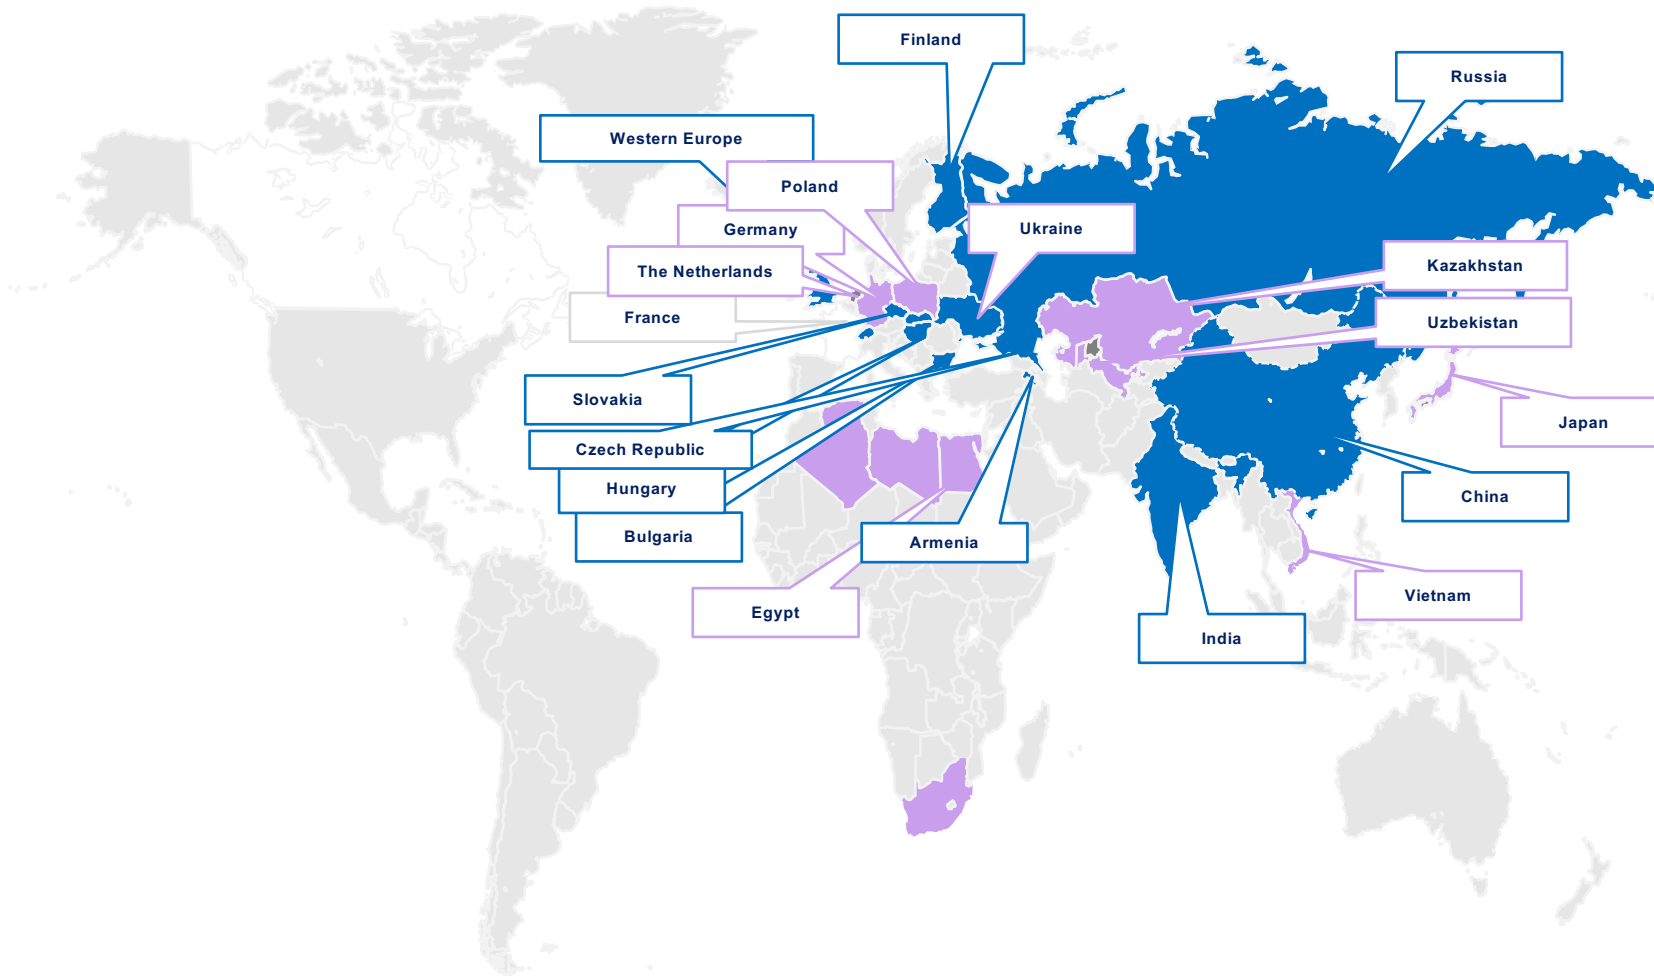 Finland
Russia
Western Europe
Poland
Germany
Ukraine
The Netherlands
Kazakhstan
France
Uzbekistan
Slovakia
Japan
Czech Republic
Hungary
China
Bulgaria
Armenia
Vietnam
Egypt
India